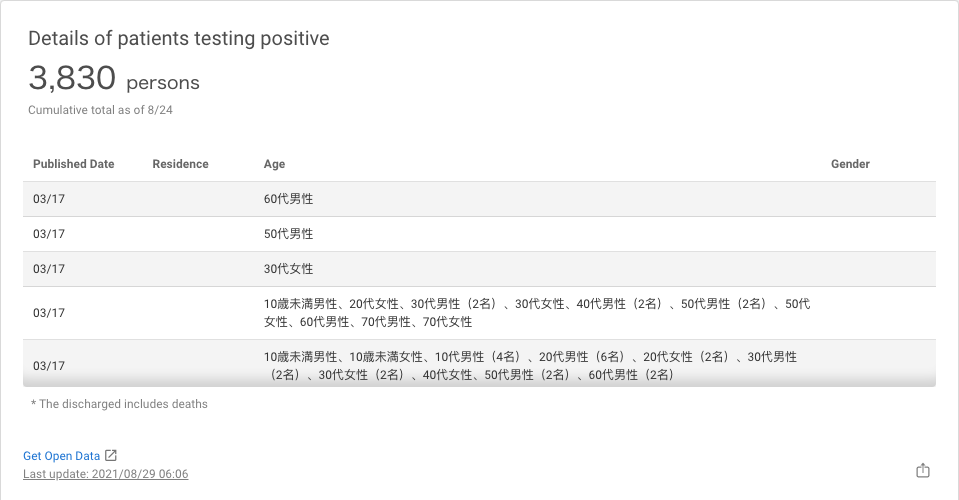 Details of patients testing positive
3,830 persons
Cumulative total as of 8/24
Published Date Residence Age Gender
03/17 60代男性
03/17 50代男性
03/17 30代女性
03/17 10歳未満男性、20代女性、30代男性（2名）、30代女性、40代男性（2名）、50代男性（2名）、50代
女性、60代男性、70代男性、70代女性
03/17 10歳未満男性、10歳未満女性、10代男性（4名）、20代男性（6名）、20代女性（2名）、30代男性
（2名）、30代女性（2名）、40代女性、50代男性（2名）、60代男性（2名）
* The discharged includes deaths
Get Open Data
Last update: 2021/08/29 06:06